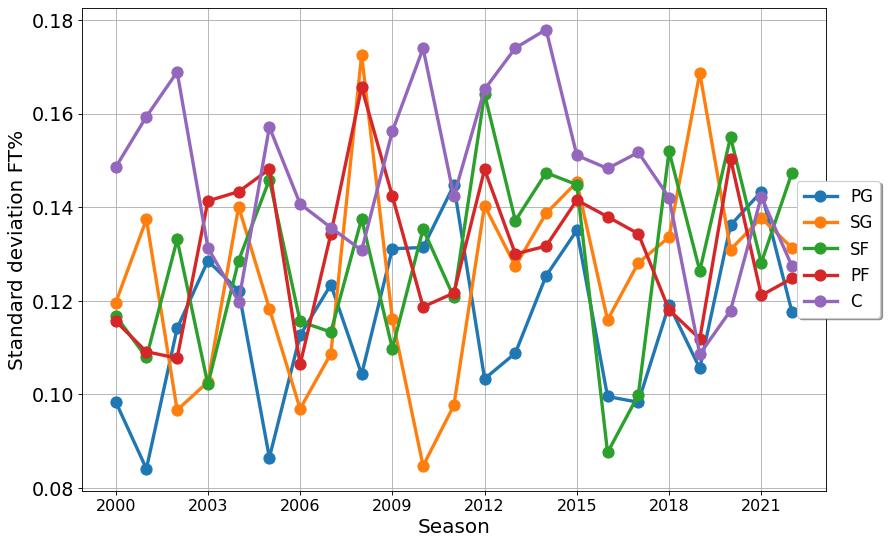 0.18
0.16
0.14
0.12
0.10
0.08
Standard deviation FT%
2000 2003 2006 2009 2012 2015 2018 2021
Season
PG
SG
SF
PF
C